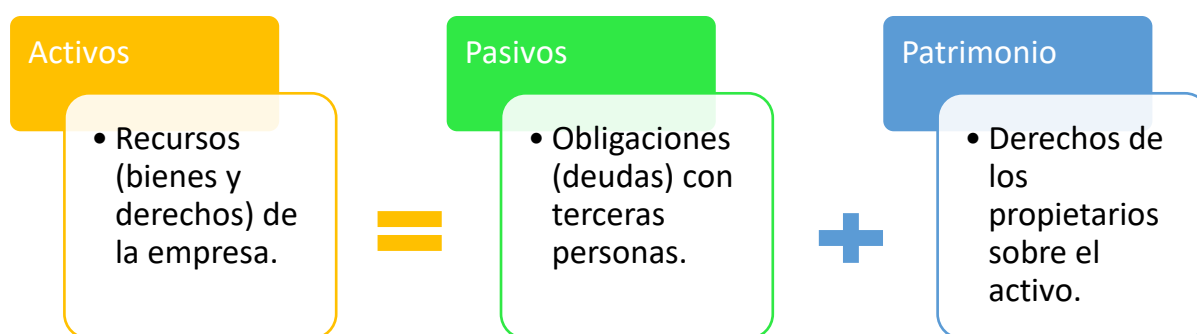 Activos
• Recursos
(bienes y
derechos) de
la empresa.
=
Pasivos
• Obligaciones
(deudas) con
terceras
personas.
+
Patrimonio
• Derechos de
los
propietarios
sobre el
activo.